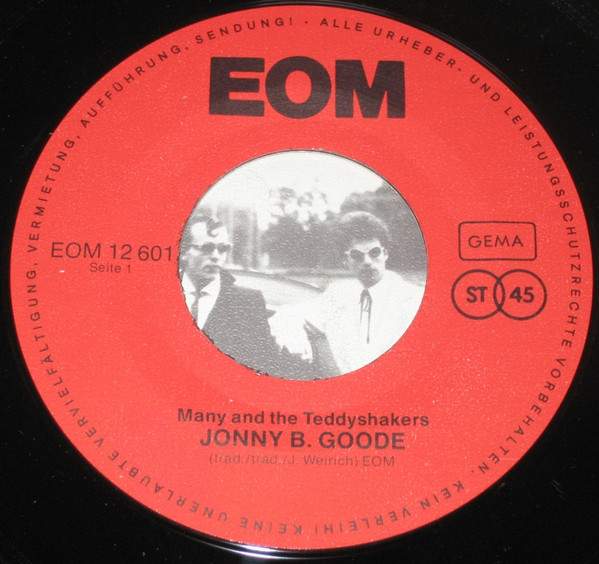 EOM
EOM 12 601
Seite 1
GEMA
ST 45
Many and the Teddyshakers
JONNY B. GOODE
(trad./trad./J. Weirich) EOM
ALLE URHEBER- UND LEISTUNGSSCHUTZRECHTE VORBEHALTEN. KEIN VERLEIH! KEINE UNERLAUBTE VERVIELFÄLTIGUNG, VERMIETUNG, AUFFÜHRUNG, SENDUNG! ·